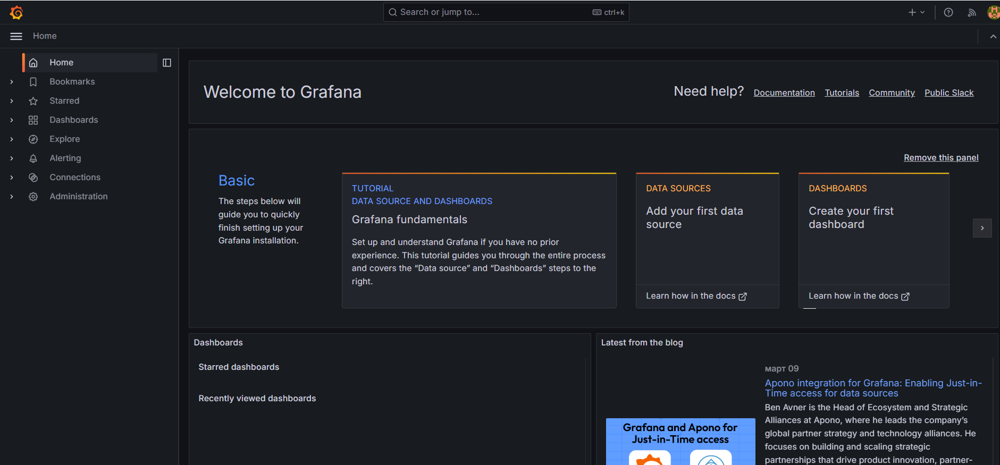 Search or jump to...
ctrl+k
Home
Home
Bookmarks
Starred
Dashboards
Explore
Alerting
Connections
Administration
Welcome to Grafana
Need help?
Documentation
Tutorials
Community
Public Slack
Remove this panel
Basic
The steps below will
guide you to quickly
finish setting up your
Grafana installation.
TUTORIAL
DATA SOURCE AND DASHBOARDS
Grafana fundamentals
Set up and understand Grafana if you have no prior
experience. This tutorial guides you through the entire process
and covers the “Data source” and “Dashboards” steps to the
right.
DATA SOURCES
Add your first data
source
Learn how in the docs
DASHBOARDS
Create your first
dashboard
Learn how in the docs
Dashboards
Starred dashboards
Recently viewed dashboards
Latest from the blog
Grafana and Apono for
Just-in-Time access
март 09
Apono integration for Grafana: Enabling Just-in-
Time access for data sources
Ben Avner is the Head of Ecosystem and Strategic
Alliances at Apono, where he leads the company’s
global partner strategy and technology alliances. He
focuses on building and scaling strategic
partnerships that drive product innovation, partner-